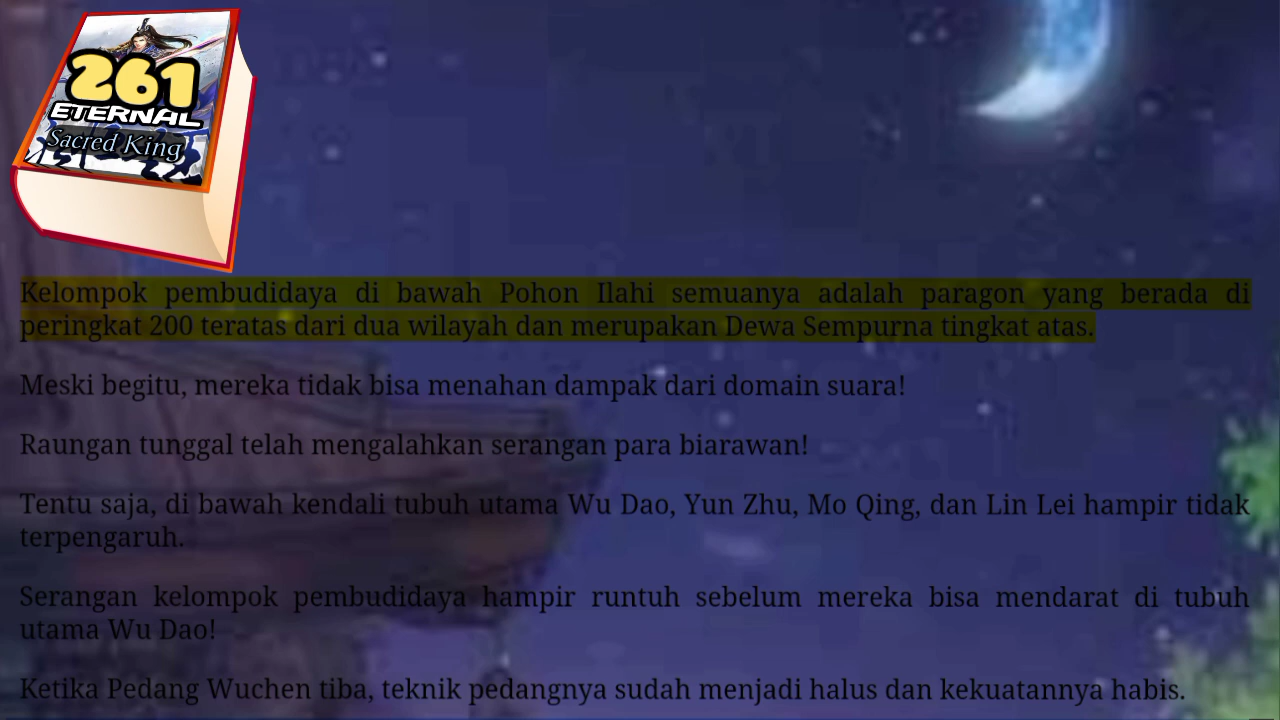 261
ETERNAL
Sacred King
Kelompok pembudidaya di bawah Pohon Ilahi semuanya adalah paragon yang berada di
peringkat 200 teratas dari dua wilayah dan merupakan Dewa Sempurna tingkat atas.
Meski begitu, mereka tidak bisa menahan dampak dari domain suara!
Raungan tunggal telah mengalahkan serangan para biarawan!
Tentu saja, di bawah kendali tubuh utama Wu Dao, Yun Zhu, Mo Qing, dan Lin Lei hampir tidak
terpengaruh.
Serangan kelompok pembudidaya hampir runtuh sebelum mereka bisa mendarat di tubuh
utama Wu Dao!
Ketika Pedang Wuchen tiba, teknik pedangnya sudah menjadi halus dan kekuatannya habis.